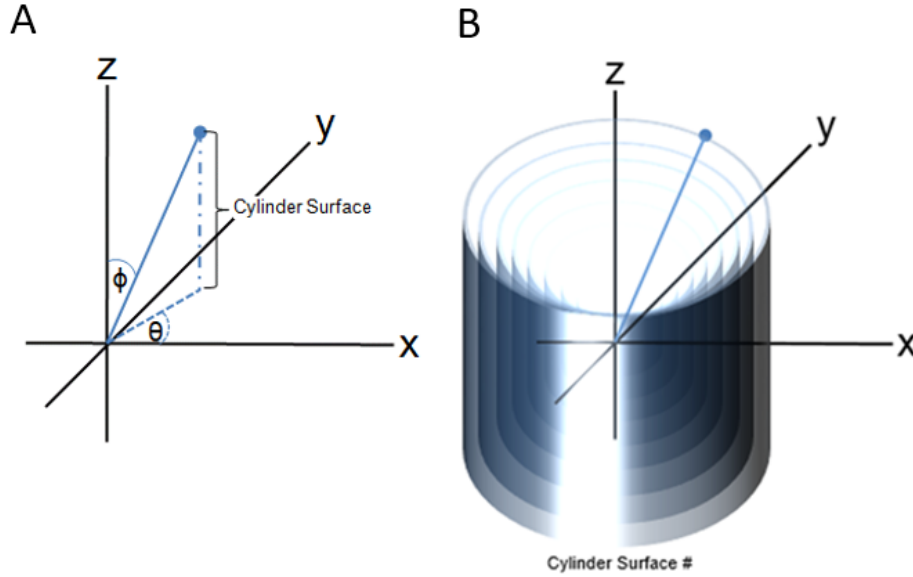 A
z
y
Cylinder Surface
ϕ
θ
x
B
z
y
x
Cylinder Surface #